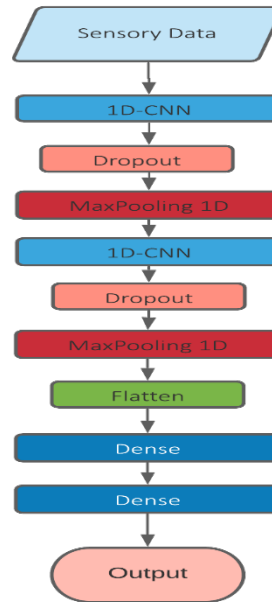 Sensory Data
1D-CNN
Dropout
MaxPooling 1D
1D-CNN
Dropout
MaxPooling 1D
Flatten
Dense
Dense
Output